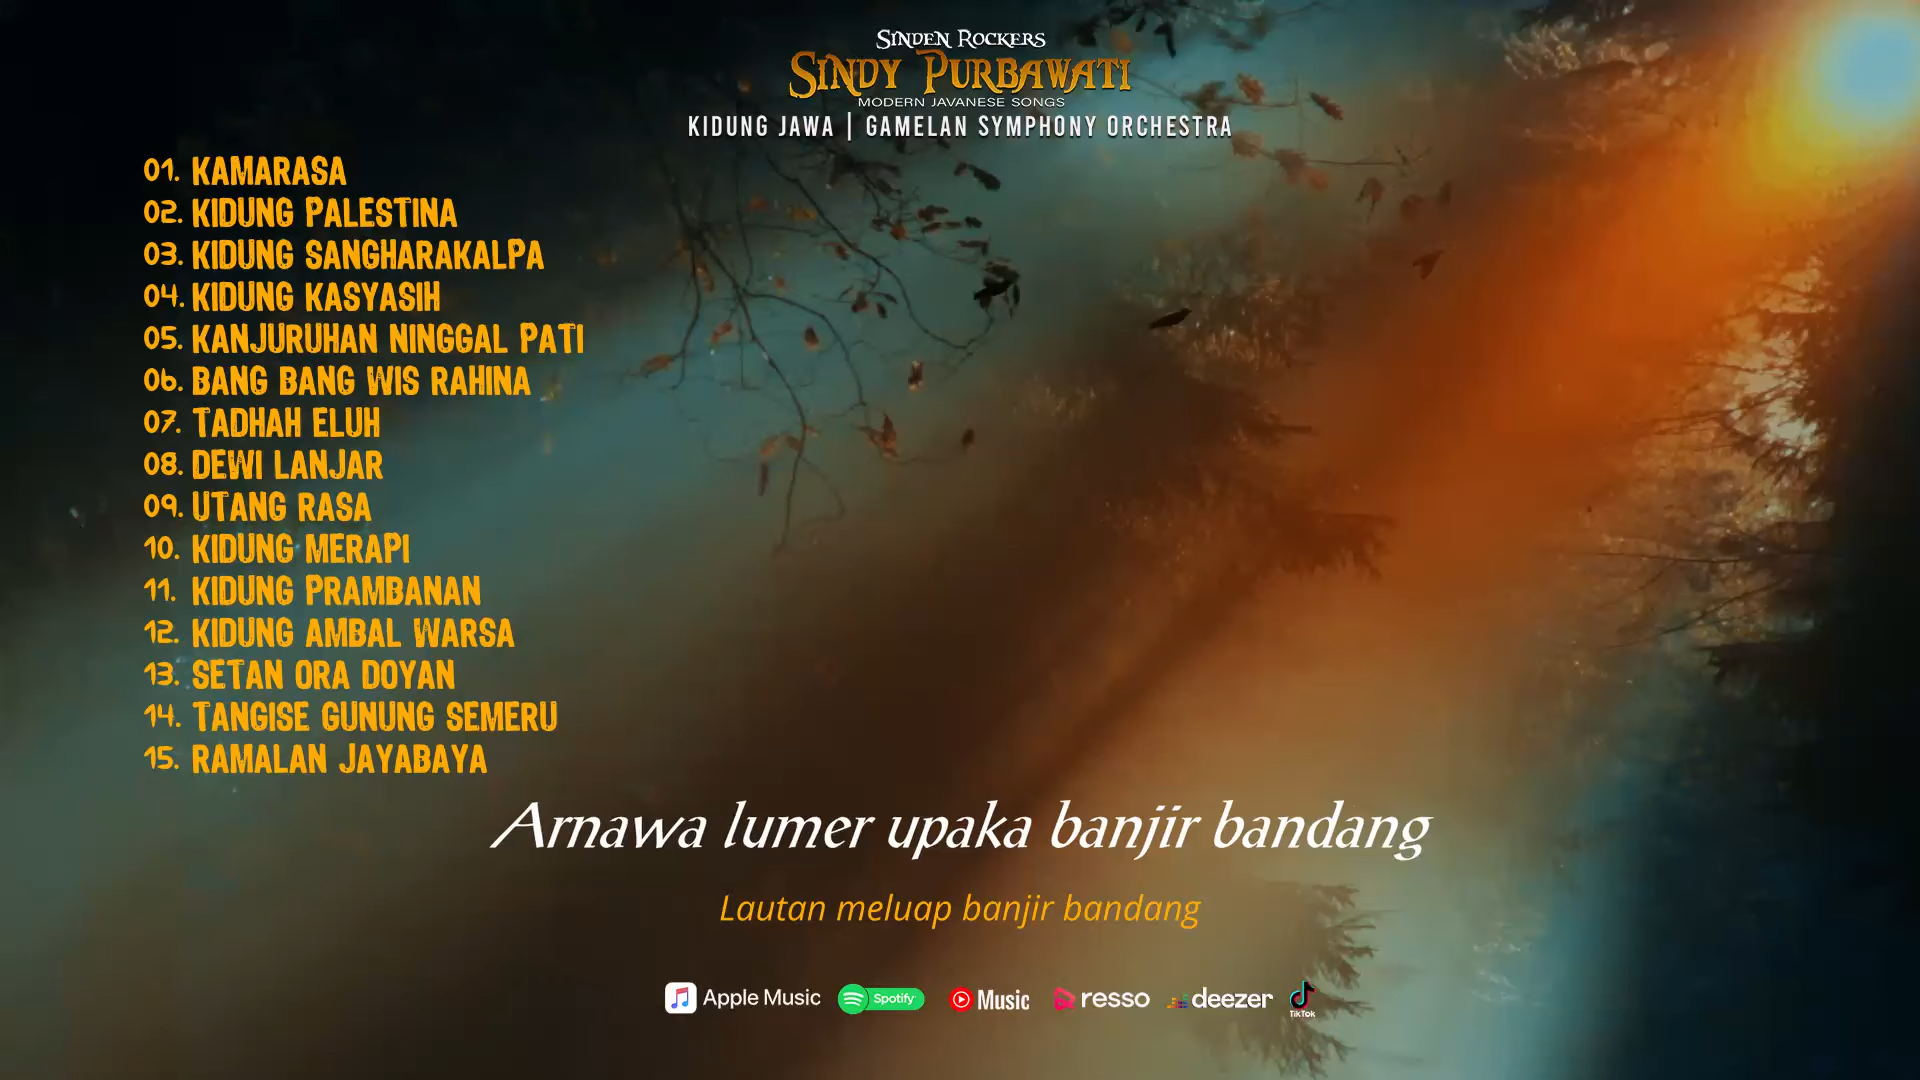 SINDEN ROCKERS
SINDY PURBAWATI
MODERN JAVANESE SONGS
KIDUNG JAWA | GAMELAN SYMPHONY ORCHESTRA
01. KAMARASA
02. KIDUNG PALESTINA
03. KIDUNG SANGHARAKALPA
04. KIDUNG KASYASIH
05. KANJURUHAN NINGGAL PATI
06. BANG BANG WIS RAHINA
07. TADHAH ELUH
08. DEWI LANJAR
09. UTANG RASA
10. KIDUNG MERAPI
11. KIDUNG PRAMBANAN
12. KIDUNG AMBAL WARSA
13. SETAN ORA DOYAN
14. TANGISE GUNUNG SEMERU
15. RAMALAN JAYABAYA
Arnawa lumer upaka banjir bandang
Lautan meluap banjir bandang
Apple Music Spotify Music resso deezer TikTok